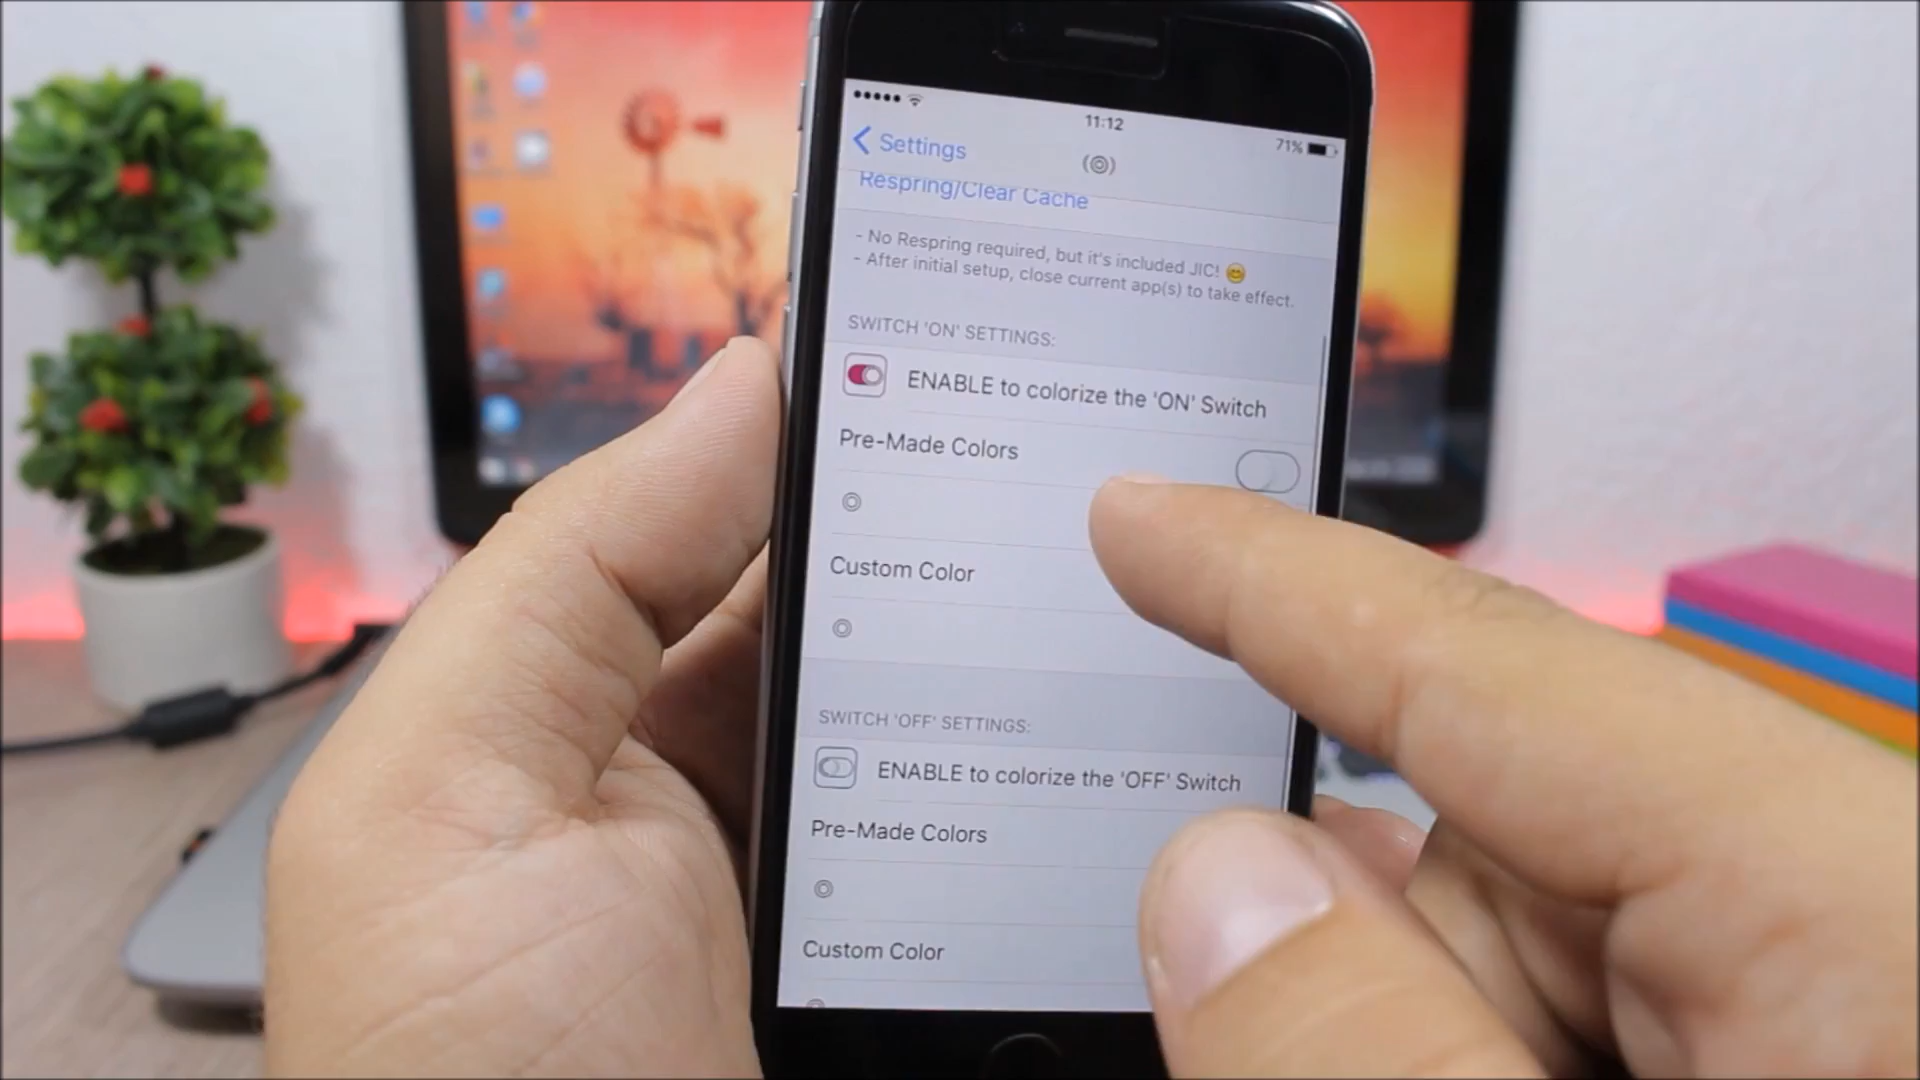 11:12
71%
Settings
Respring/Clear Cache
- No Respring required, but it's included JIC! 😊
- After initial setup, close current app(s) to take effect.
SWITCH 'ON' SETTINGS:
ENABLE to colorize the 'ON' Switch
Pre-Made Colors
Custom Color
SWITCH 'OFF' SETTINGS:
ENABLE to colorize the 'OFF' Switch
Pre-Made Colors
Custom Color